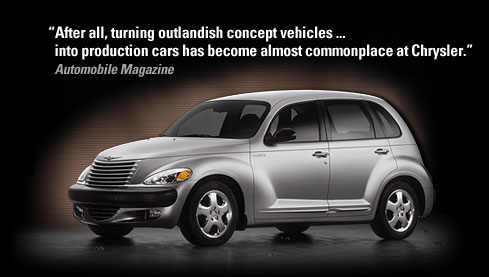 “After all, turning outlandish concept vehicles ...
into production cars has become almost commonplace at Chrysler.”
Automobile Magazine